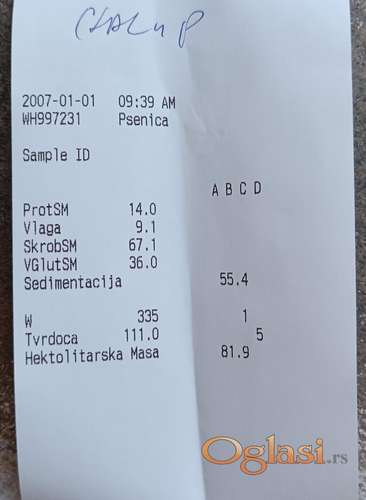 2007-01-01 09:39 AM
WH997231 Psenica
Sample ID
A B C D
ProtSM 14.0
Vlaga 9.1
SkrobSM 67.1
VGlutSM 36.0
Sedimentacija 55.4
W 335 1
Tvrdoca 111.0 5
Hektolitarska Masa 81.9
Oglasi.rs